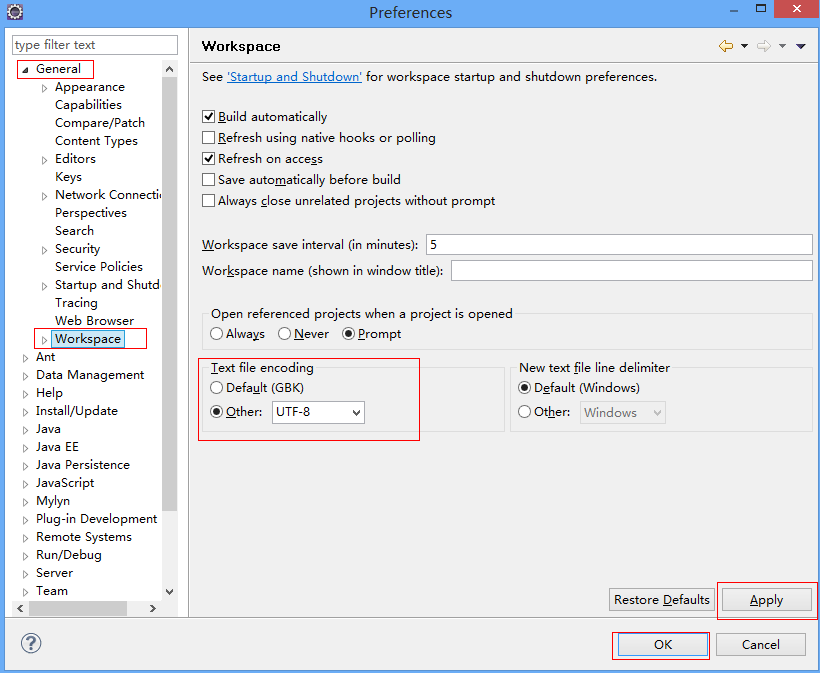 Preferences
type filter text
General
Appearance
Capabilities
Compare/Patch
Content Types
Editors
Keys
Network Connecti
Perspectives
Search
Security
Service Policies
Startup and Shutd
Tracing
Web Browser
Workspace
Ant
Data Management
Help
Install/Update
Java
Java EE
Java Persistence
JavaScript
Mylyn
Plug-in Development
Remote Systems
Run/Debug
Server
Team
Workspace
See 'Startup and Shutdown' for workspace startup and shutdown preferences.
Build automatically
Refresh using native hooks or polling
Refresh on access
Save automatically before build
Always close unrelated projects without prompt
Workspace save interval (in minutes): 5
Workspace name (shown in window title):
Open referenced projects when a project is opened
Always Never Prompt
Text file encoding
Default (GBK)
Other: UTF-8
New text file line delimiter
Default (Windows)
Other: Windows
Restore Defaults Apply
OK Cancel